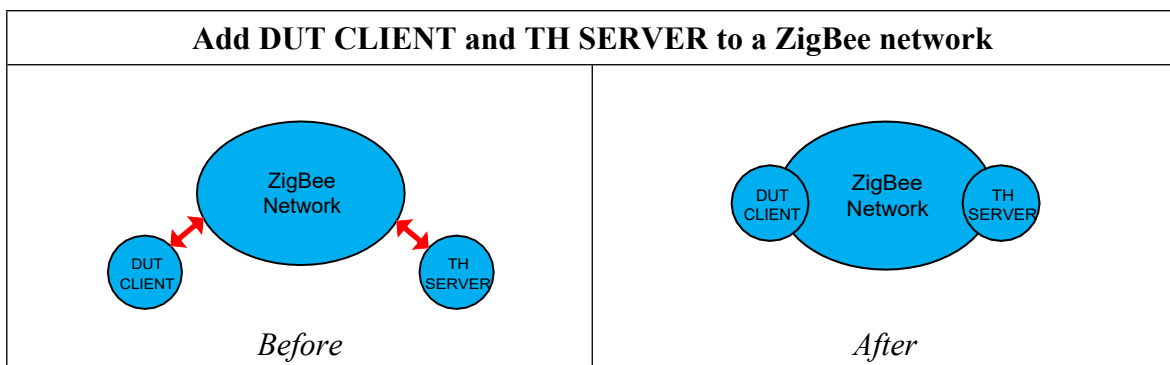 Add DUT CLIENT and TH SERVER to a ZigBee network
ZigBee
Network
DUT
CLIENT
TH
SERVER
Before
ZigBee
Network
DUT
CLIENT
TH
SERVER
After